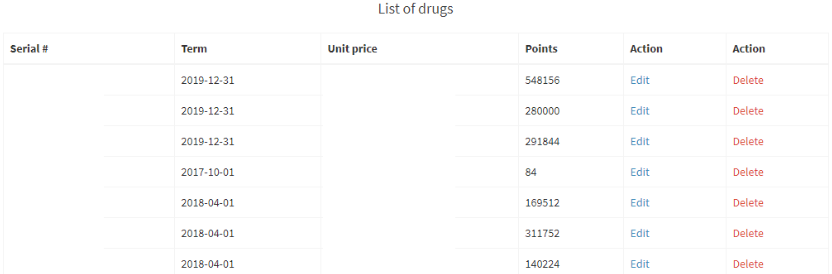 List of drugs
Serial # Term Unit price Points Action Action
2019-12-31 548156 Edit Delete
2019-12-31 280000 Edit Delete
2019-12-31 291844 Edit Delete
2017-10-01 84 Edit Delete
2018-04-01 169512 Edit Delete
2018-04-01 311752 Edit Delete
2018-04-01 140224 Edit Delete